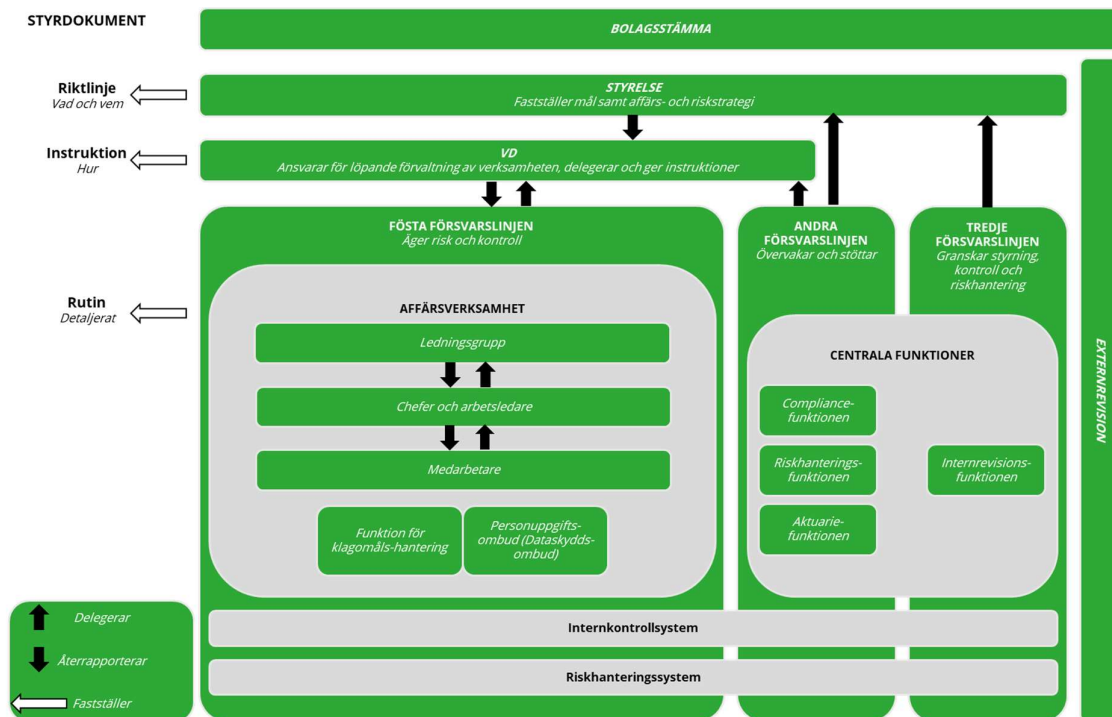 STYRDOKUMENT
BOLAGSSTÄMMA
Riktlinje
Vad och vem
STYRELSE
Fastställer mål samt affärs- och riskstrategi
Instruktion
Hur
VD
Ansvarar för löpande förvaltning av verksamheten, delegerar och ger instruktioner
FÖSTA FÖRSVARSLINJEN
Äger risk och kontroll
ANDRA
FÖRSVARSLINJEN
Övervakar och stöttar
TREDJE
FÖRSVARSLINJEN
Granskar styrning,
kontroll och
riskhantering
Rutin
Detaljerat
AFFÄRSVERKSAMHET
Ledningsgrupp
Chefer och arbetsledare
Medarbetare
Funktion för
klagomåls-hantering
Personuppgifts-
ombud (Dataskydds-
ombud)
CENTRALA FUNKTIONER
Compliance-
funktionen
Riskhanterings-
funktionen
Aktuarie-
funktionen
Internrevisions-
funktionen
EXTERNREVISION
Internkontrollsystem
Riskhanteringssystem
Delegerar
Återrapporterar
Fastställer